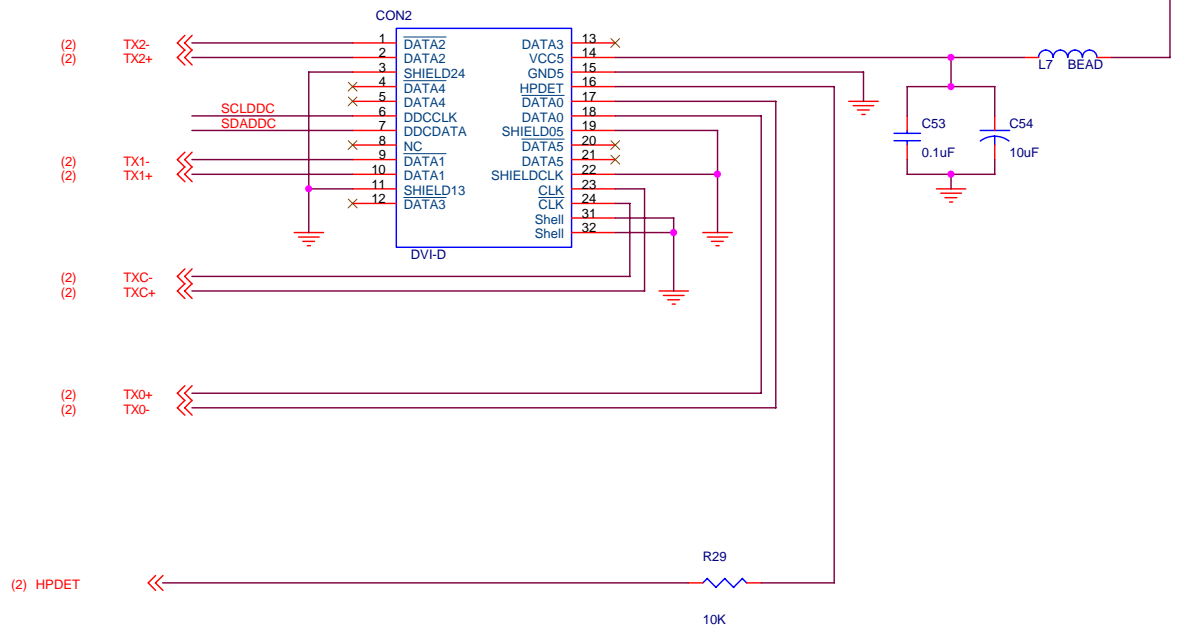 CON2
(2) TX2- 1 DATA2 DATA3 13
(2) TX2+ 2 DATA2 VCC5 14
3 SHIELD24 GND5 15
4 DATA4 HPDET 16
5 DATA4 DATA0 17
SCLDDC 6 DDCCLK DATA0 18
SDADDC 7 DDCDATA SHIELD05 19
8 NC DATA5 20
(2) TX1- 9 DATA1 DATA5 21
(2) TX1+ 10 DATA1 SHIELDCLK 22
11 SHIELD13 CLK 23
12 DATA3 CLK 24
Shell 31
Shell 32
DVI-D
L7 BEAD
C53 C54
0.1uF 10uF
(2) TXC-
(2) TXC+
(2) TX0+
(2) TX0-
R29
(2) HPDET
10K